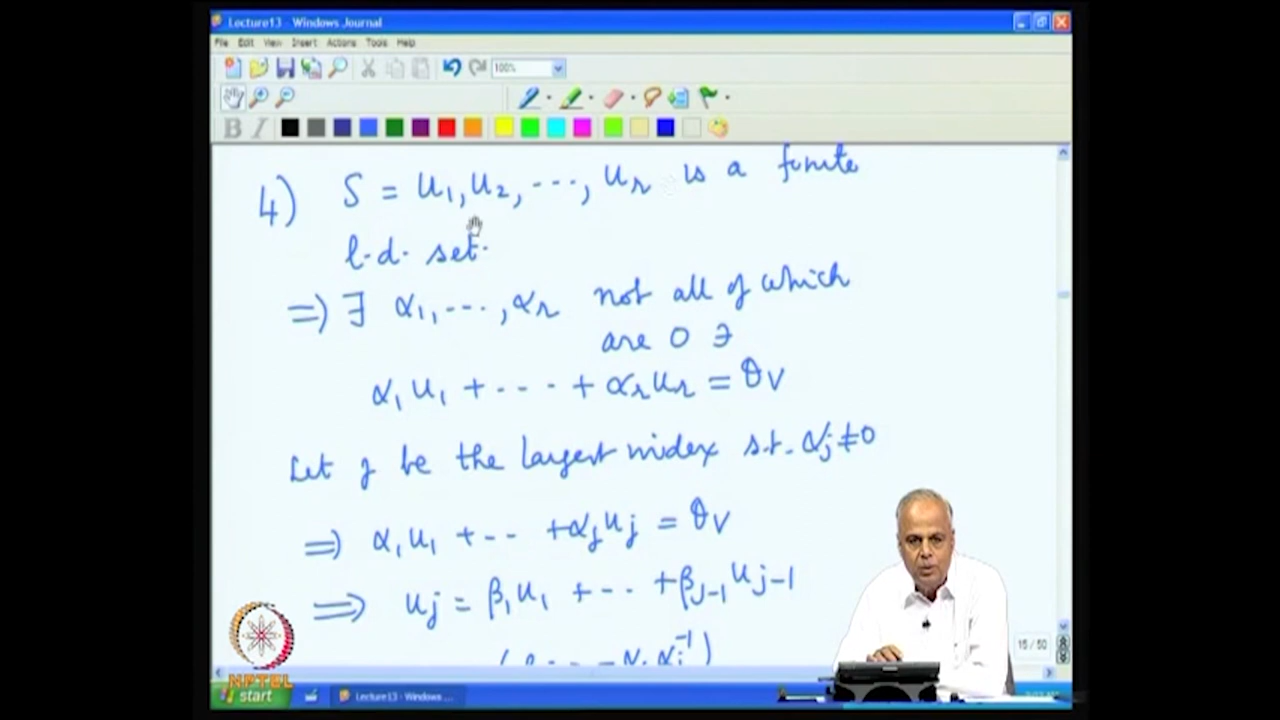 Lecture13 - Windows Journal
File Edit View Insert Actions Tools Help
100%
B I
4) S = u₁, u₂, ···, uᵣ is a finite
l.d. set.
⇒ ∃ α₁, ---, αᵣ not all of which
are 0 ∋
α₁u₁ + --- + αᵣuᵣ = θV
Let j be the largest index s.t. αⱼ ≠ 0
⇒ α₁u₁ + -- + αⱼuⱼ = θV
⇒ uⱼ = β₁u₁ + --- + βⱼ₋₁uⱼ₋₁
15 / 50
NPTEL
start Lecture13 - Windows ...